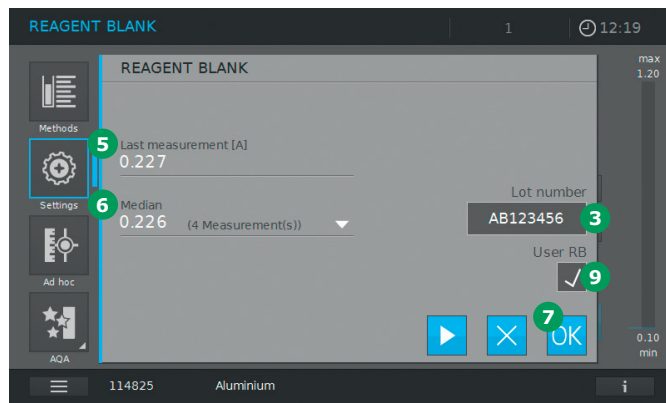 REAGENT BLANK
1
12:19
REAGENT BLANK
max
1.20
Methods
5
Last measurement [A]
0.227
Settings
6
Median
0.226 (4 Measurement(s))
Lot number
AB123456
3
User RB
9
Ad hoc
7
OK
AQA
0.10
min
114825 Aluminium
i